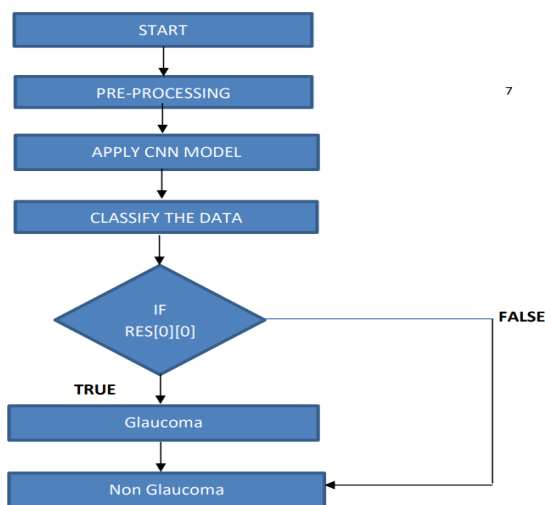 START
PRE-PROCESSING
7
APPLY CNN MODEL
CLASSIFY THE DATA
IF
RES[0][0]
FALSE
TRUE
Glaucoma
Non Glaucoma